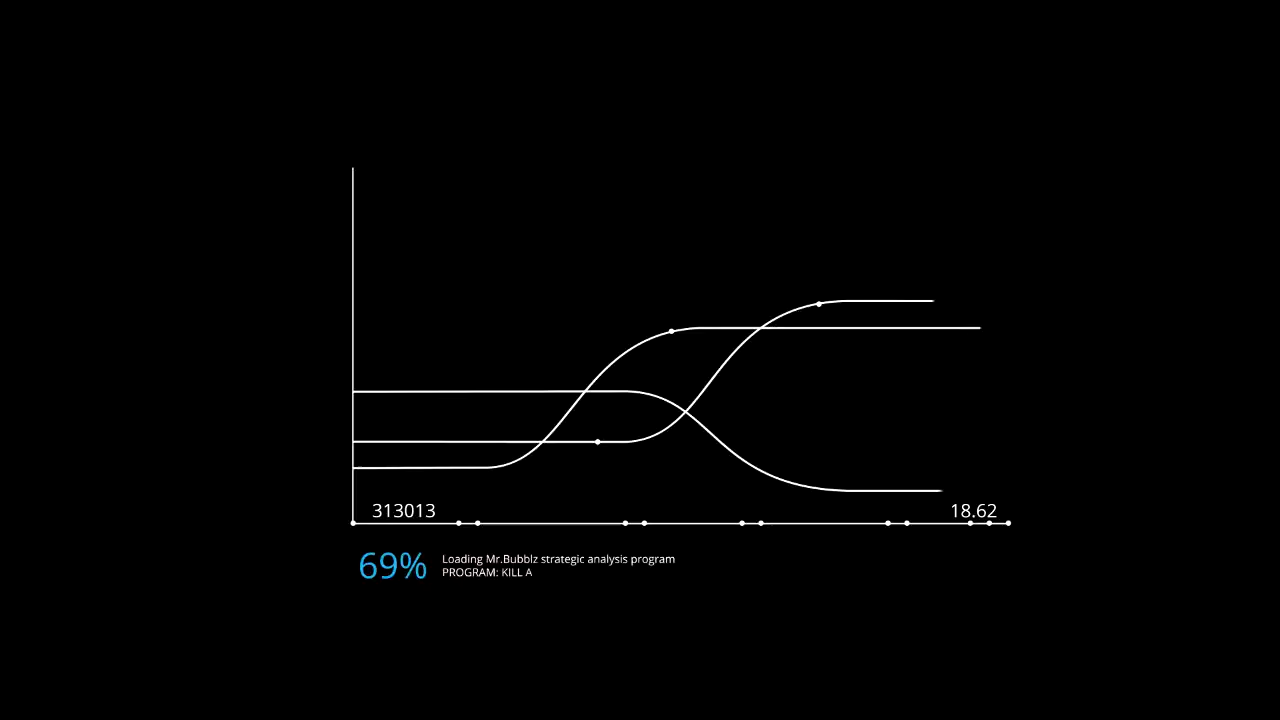 313013
18.62
69%
Loading Mr.Bubblz strategic analysis program
PROGRAM: KILL A